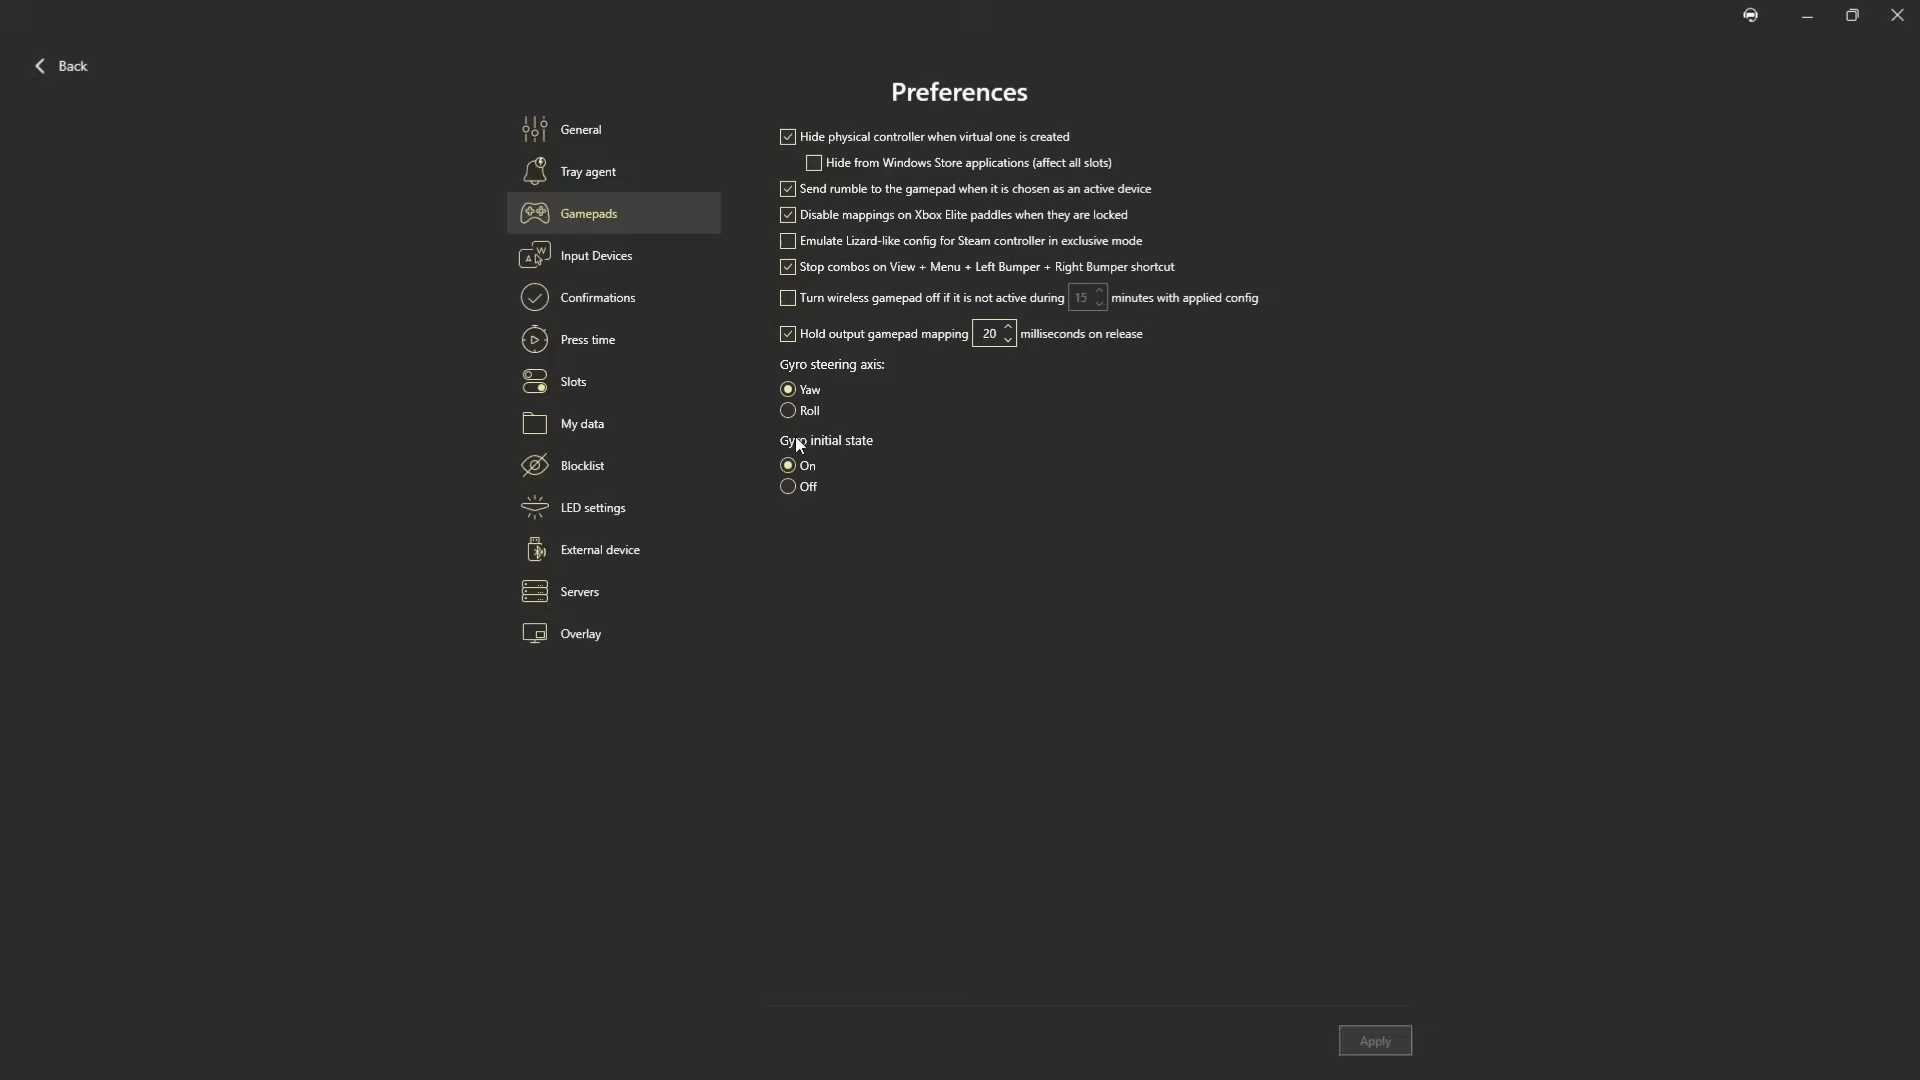 Back
Preferences
General
Tray agent
Gamepads
Input Devices
Confirmations
Press time
Slots
My data
Blocklist
LED settings
External device
Servers
Overlay
Hide physical controller when virtual one is created
Hide from Windows Store applications (affect all slots)
Send rumble to the gamepad when it is chosen as an active device
Disable mappings on Xbox Elite paddles when they are locked
Emulate Lizard-like config for Steam controller in exclusive mode
Stop combos on View + Menu + Left Bumper + Right Bumper shortcut
Turn wireless gamepad off if it is not active during 15 minutes with applied config
Hold output gamepad mapping 20 milliseconds on release
Gyro steering axis:
Yaw
Roll
Gyro initial state
On
Off
Apply